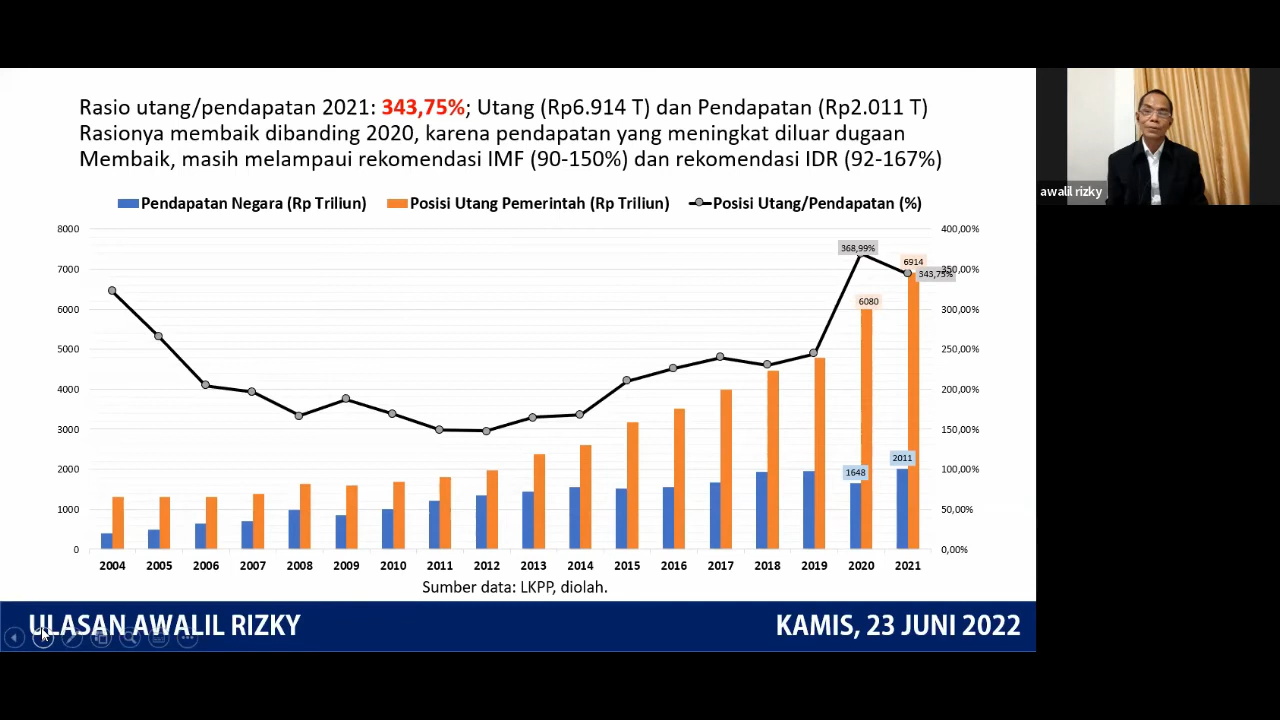 Rasio utang/pendapatan 2021: 343,75%; Utang (Rp6.914 T) dan Pendapatan (Rp2.011 T)
Rasionya membaik dibanding 2020, karena pendapatan yang meningkat diluar dugaan
Membaik, masih melampaui rekomendasi IMF (90-150%) dan rekomendasi IDR (92-167%)
awalil rizky
Pendapatan Negara (Rp Triliun) Posisi Utang Pemerintah (Rp Triliun) Posisi Utang/Pendapatan (%)
8000 400,00%
368,99%
6914
7000 343,75% 350,00%
6080
6000 300,00%
5000 250,00%
4000 200,00%
3000 150,00%
2011
2000 1648 100,00%
1000 50,00%
0 0,00%
2004 2005 2006 2007 2008 2009 2010 2011 2012 2013 2014 2015 2016 2017 2018 2019 2020 2021
Sumber data: LKPP, diolah.
ULASAN AWALIL RIZKY KAMIS, 23 JUNI 2022